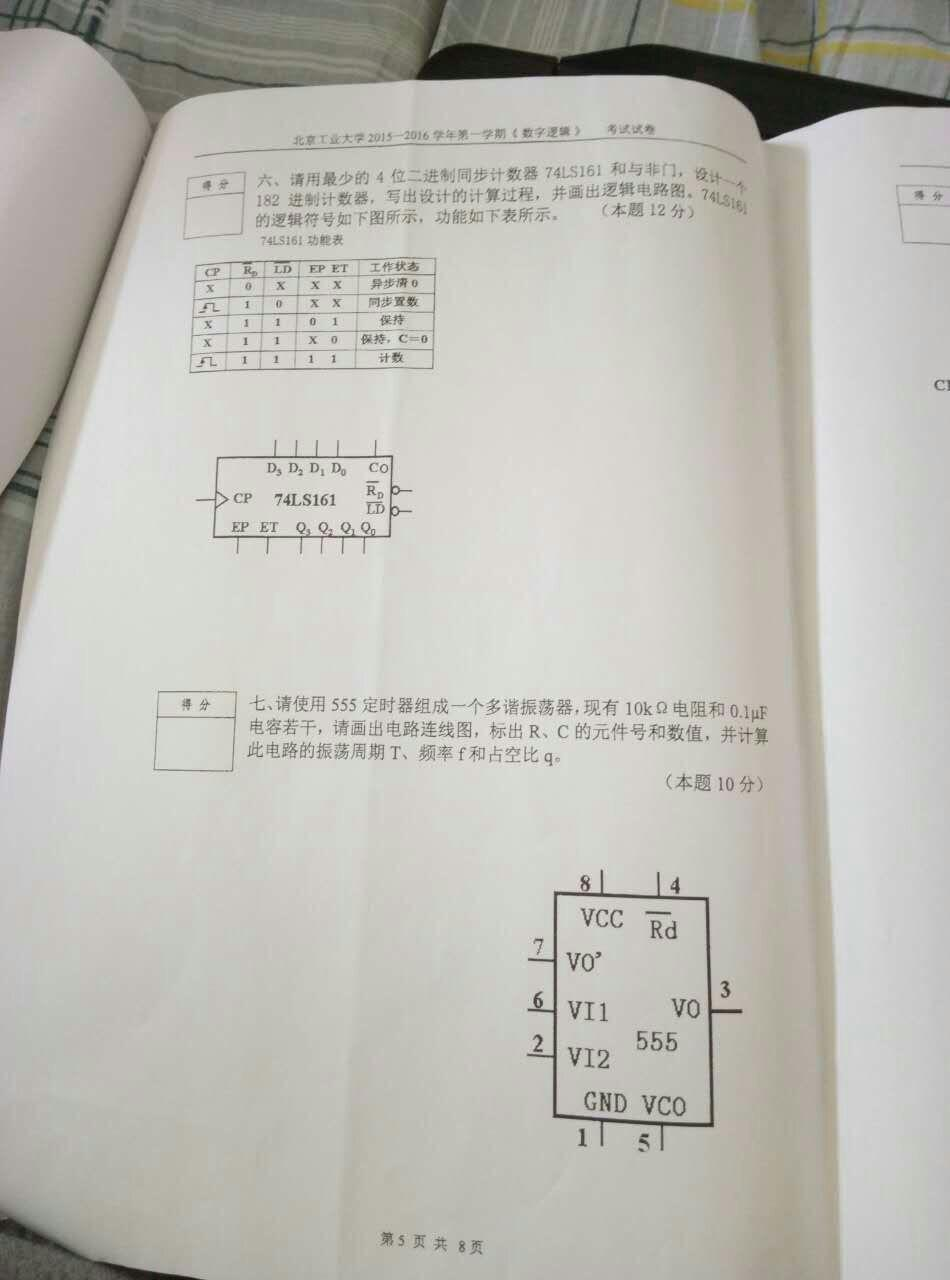 北京工业大学 2015—2016 学年第一学期《数字逻辑》 考试试卷
得分
六、请用最少的 4 位二进制同步计数器 74LS161 和与非门，设计一个
182 进制计数器，写出设计的计算过程，并画出逻辑电路图。74LS161
的逻辑符号如下图所示，功能如下表所示。 （本题 12 分）
74LS161 功能表
CP R̅D L̅D̅ EP ET 工作状态
X 0 X X X 异步清 0
1 0 X X 同步置数
X 1 1 0 1 保持
X 1 1 X 0 保持，C＝0
1 1 1 1 计数
D3 D2 D1 D0 CO
CP 74LS161 R̅D
L̅D̅
EP ET Q3 Q2 Q1 Q0
得分
七、请使用 555 定时器组成一个多谐振荡器，现有 10kΩ 电阻和 0.1μF
电容若干，请画出电路连线图，标出 R、C 的元件号和数值，并计算
此电路的振荡周期 T、频率 f 和占空比 q。
（本题 10 分）
8 4
VCC R̅d̅
7 VO’
6 VI1 VO 3
555
2 VI2
GND VCO
1 5
第 5 页 共 8 页
得分